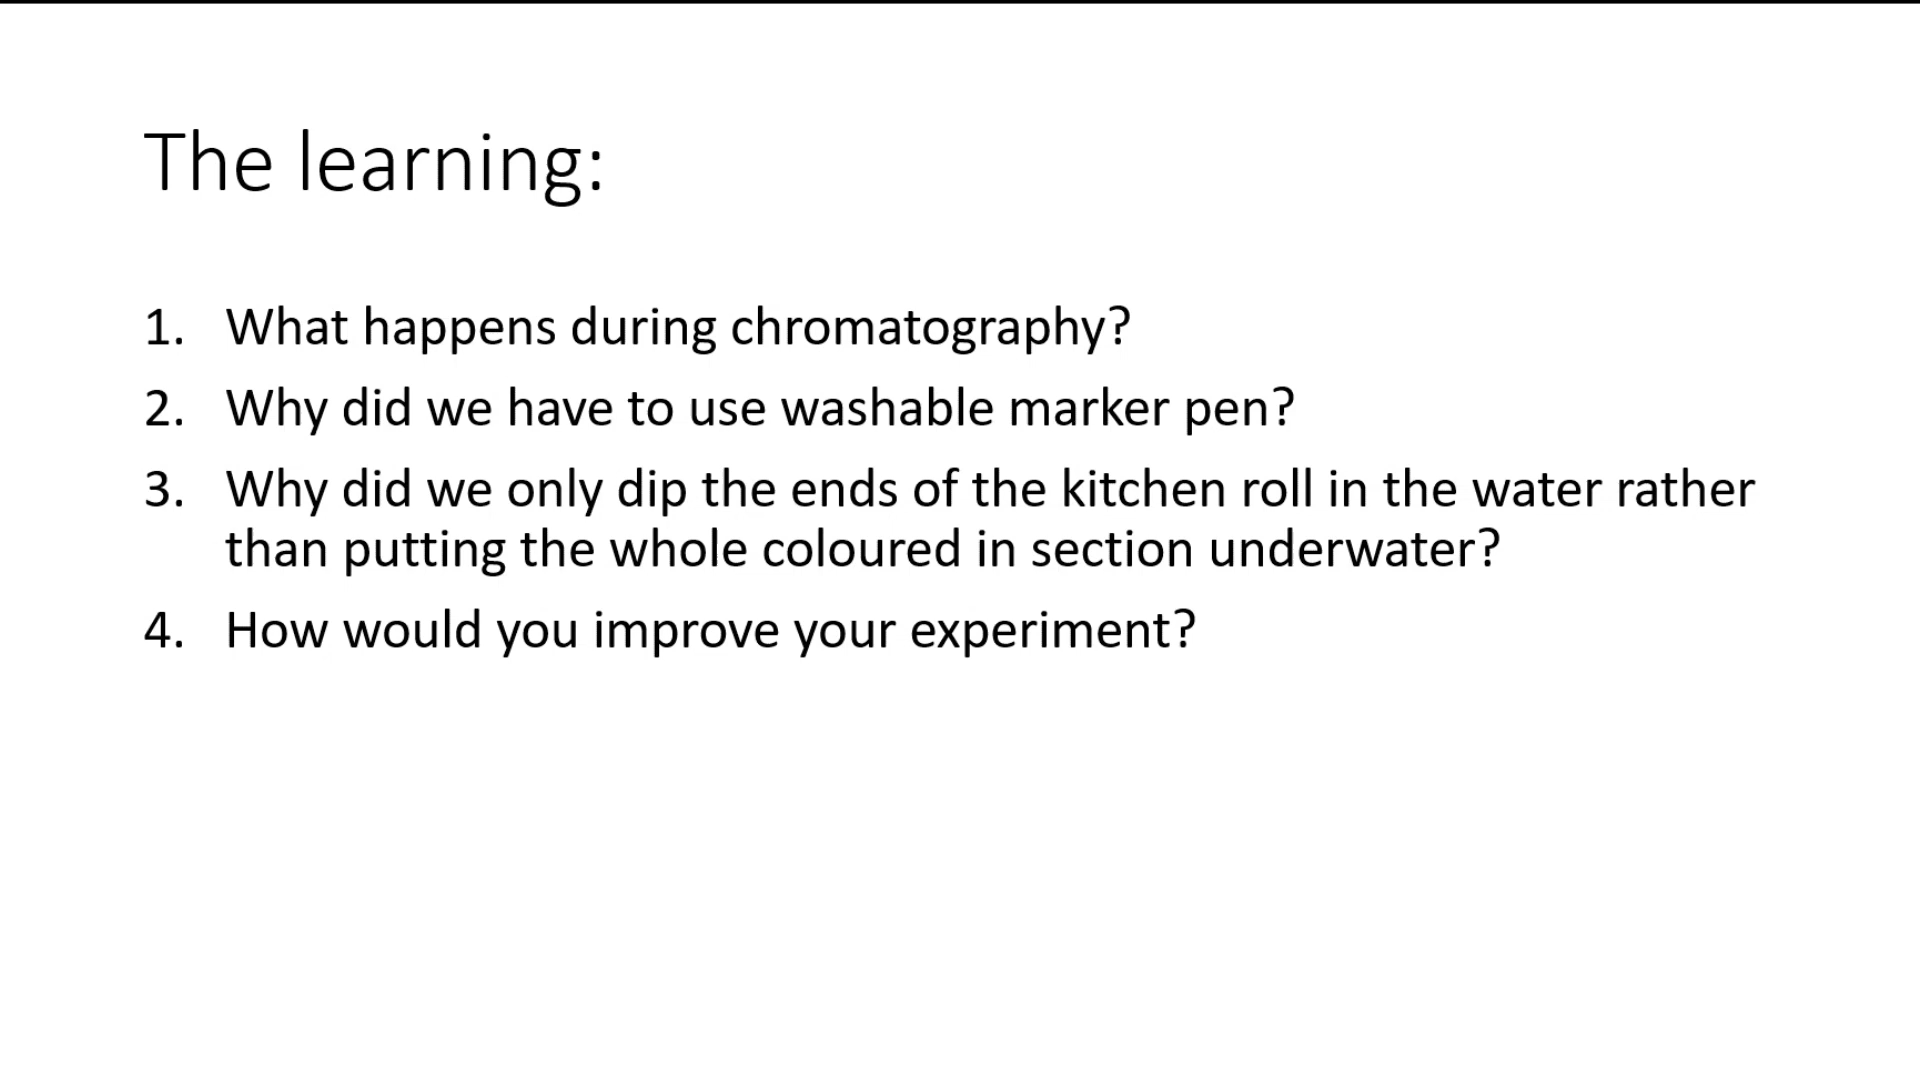 The learning:
1. What happens during chromatography?
2. Why did we have to use washable marker pen?
3. Why did we only dip the ends of the kitchen roll in the water rather
than putting the whole coloured in section underwater?
4. How would you improve your experiment?